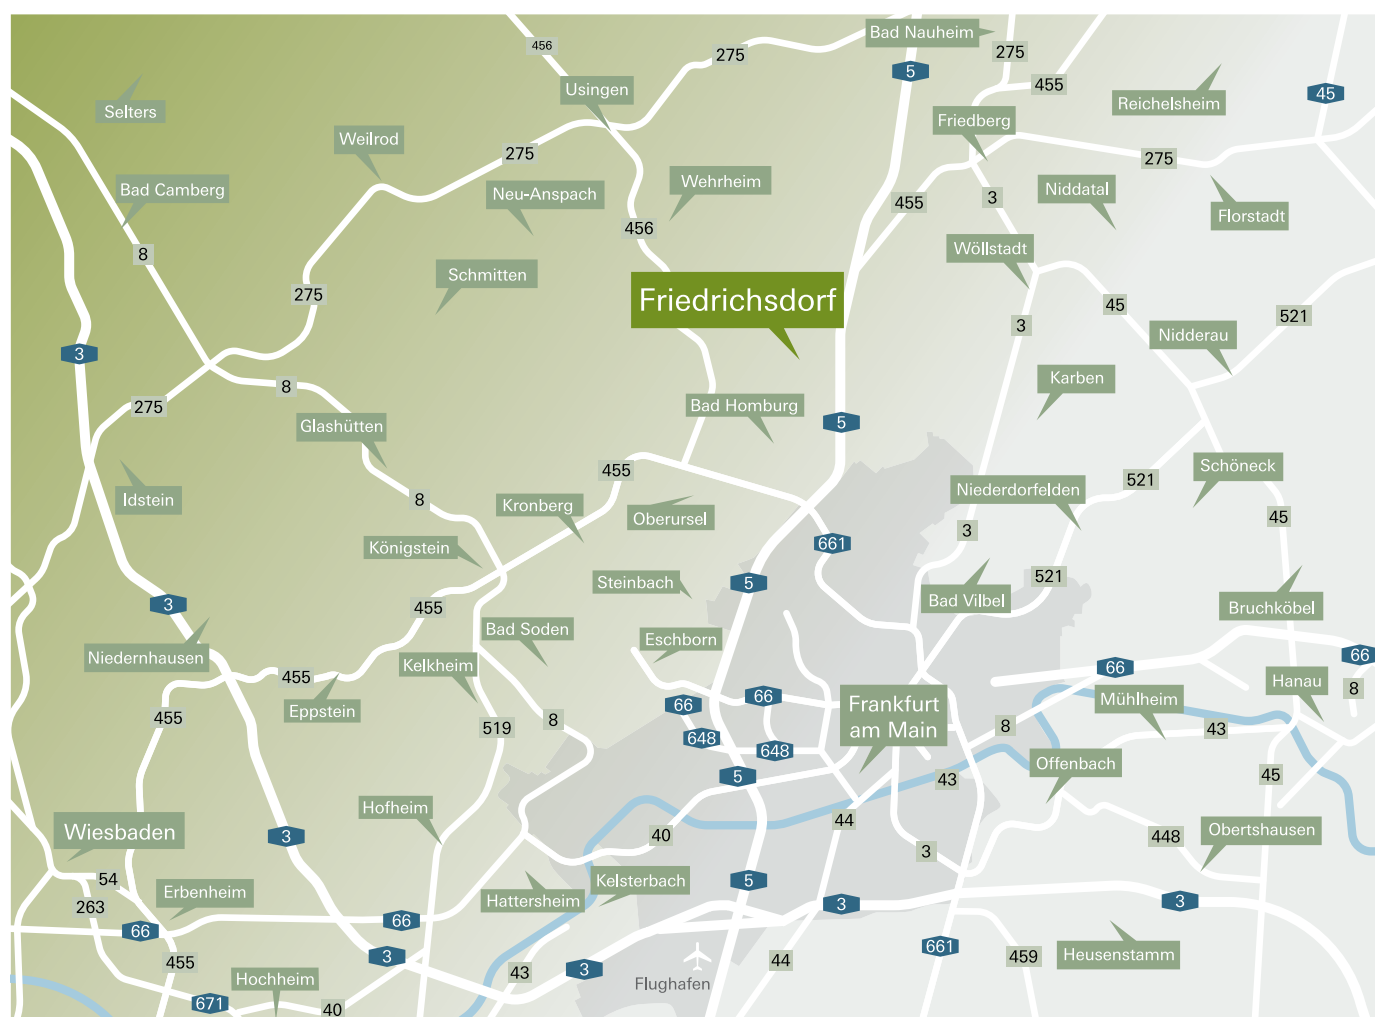 Bad Nauheim
456
275
275
5
455
45
Selters
Usingen
Reichelsheim
Friedberg
Weilrod
275
275
Bad Camberg
Neu-Anspach
Wehrheim
455
3
Niddatal
Florstadt
456
8
Wöllstadt
Schmitten
275
Friedrichsdorf
45
521
3
Nidderau
3
8
Karben
275
Bad Homburg
5
Glashütten
455
Schöneck
521
Niederdorfelden
Idstein
8
Kronberg
Oberursel
45
3
661
Königstein
521
Steinbach
5
Bad Vilbel
3
455
Bruchköbel
Bad Soden
Eschborn
Niedernhausen
66
Kelkheim
66
455
Hanau
8
66
66
Mühlheim
Eppstein
Frankfurt
am Main
455
519
8
8
43
648
648
Offenbach
5
43
45
Hofheim
44
Wiesbaden
3
40
448
Obertshausen
3
54
Kelsterbach
5
Erbenheim
263
Hattersheim
3
3
66
66
661
3
459
Heusenstamm
455
44
43
3
Hochheim
Flughafen
671
40